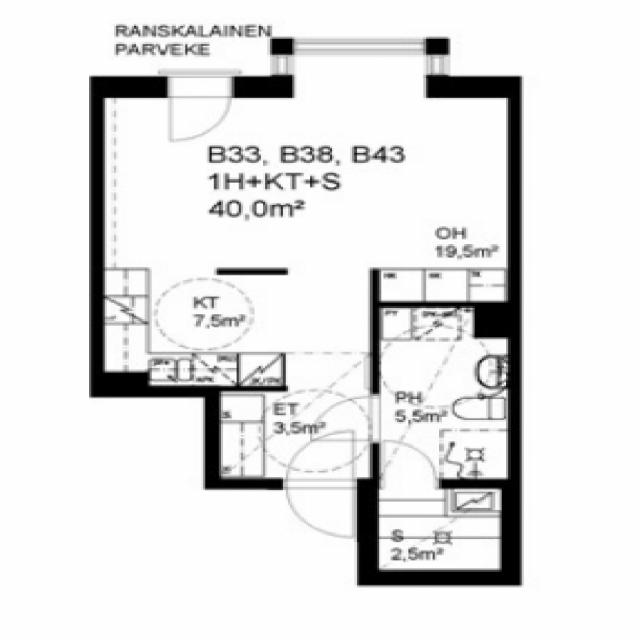 RANSKALAINEN
PARVEKE
B33, B38, B43
1H+KT+S
40,0m²
OH
19,5m²
KT
7,5m²
PY
ET
3,5m²
PH
5,5m²
S
2,5m²